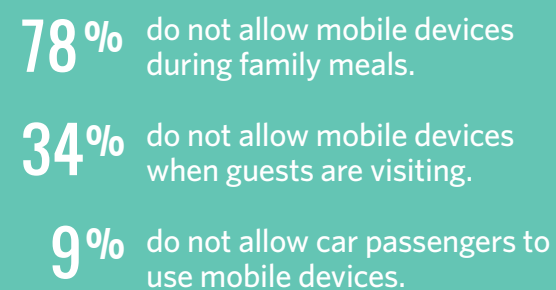 78% do not allow mobile devices
during family meals.
34% do not allow mobile devices
when guests are visiting.
9% do not allow car passengers to
use mobile devices.